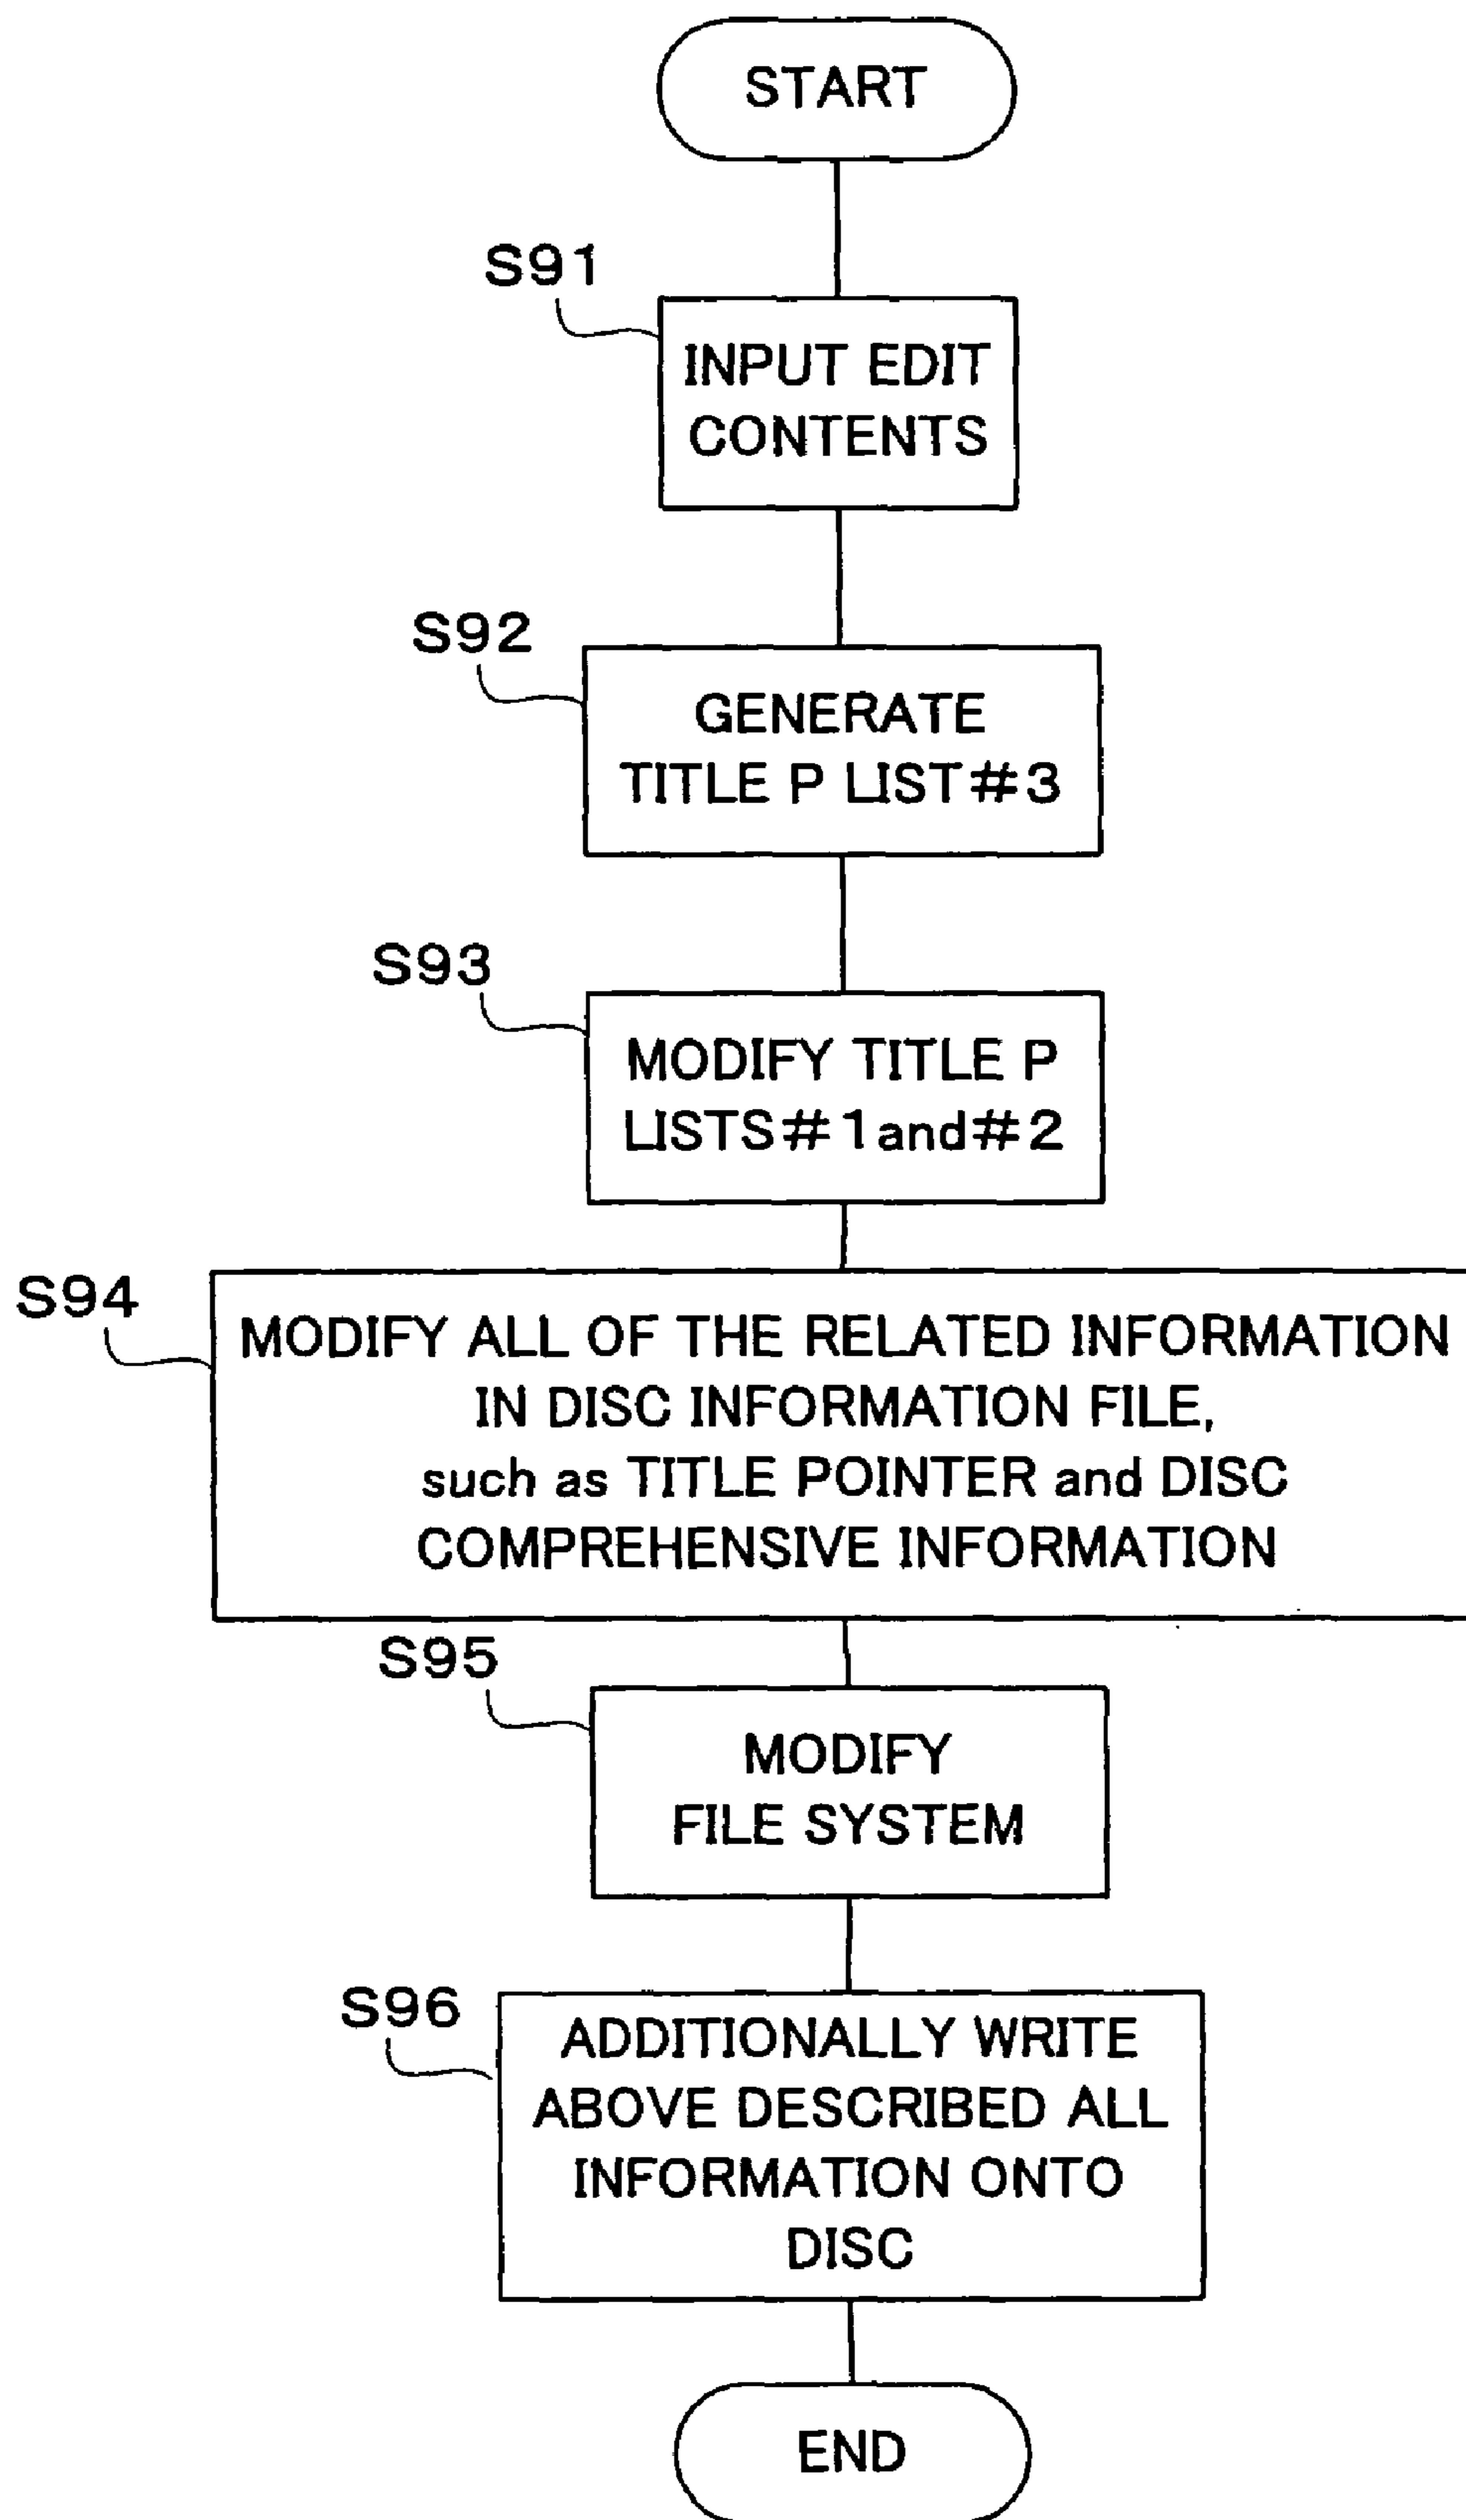 START
S91
INPUT EDIT
CONTENTS
S92
GENERATE
TITLE P LIST#3
S93
MODIFY TITLE P
LISTS#1and#2
S94
MODIFY ALL OF THE RELATED INFORMATION
IN DISC INFORMATION FILE,
such as TITLE POINTER and DISC
COMPREHENSIVE INFORMATION
S95
MODIFY
FILE SYSTEM
S96
ADDITIONALLY WRITE
ABOVE DESCRIBED ALL
INFORMATION ONTO
DISC
END